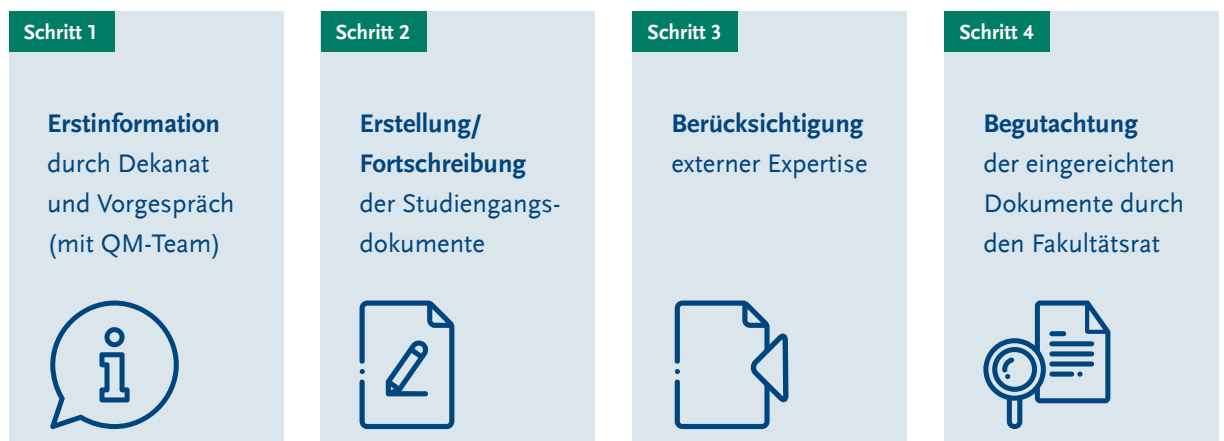 Schritt 1
Erstinformation
durch Dekanat
und Vorgespräch
(mit QM-Team)
Schritt 2
Erstellung/
Fortschreibung
der Studiengangs-
dokumente
Schritt 3
Berücksichtigung
externer Expertise
Schritt 4
Begutachtung
der eingereichten
Dokumente durch
den Fakultätsrat